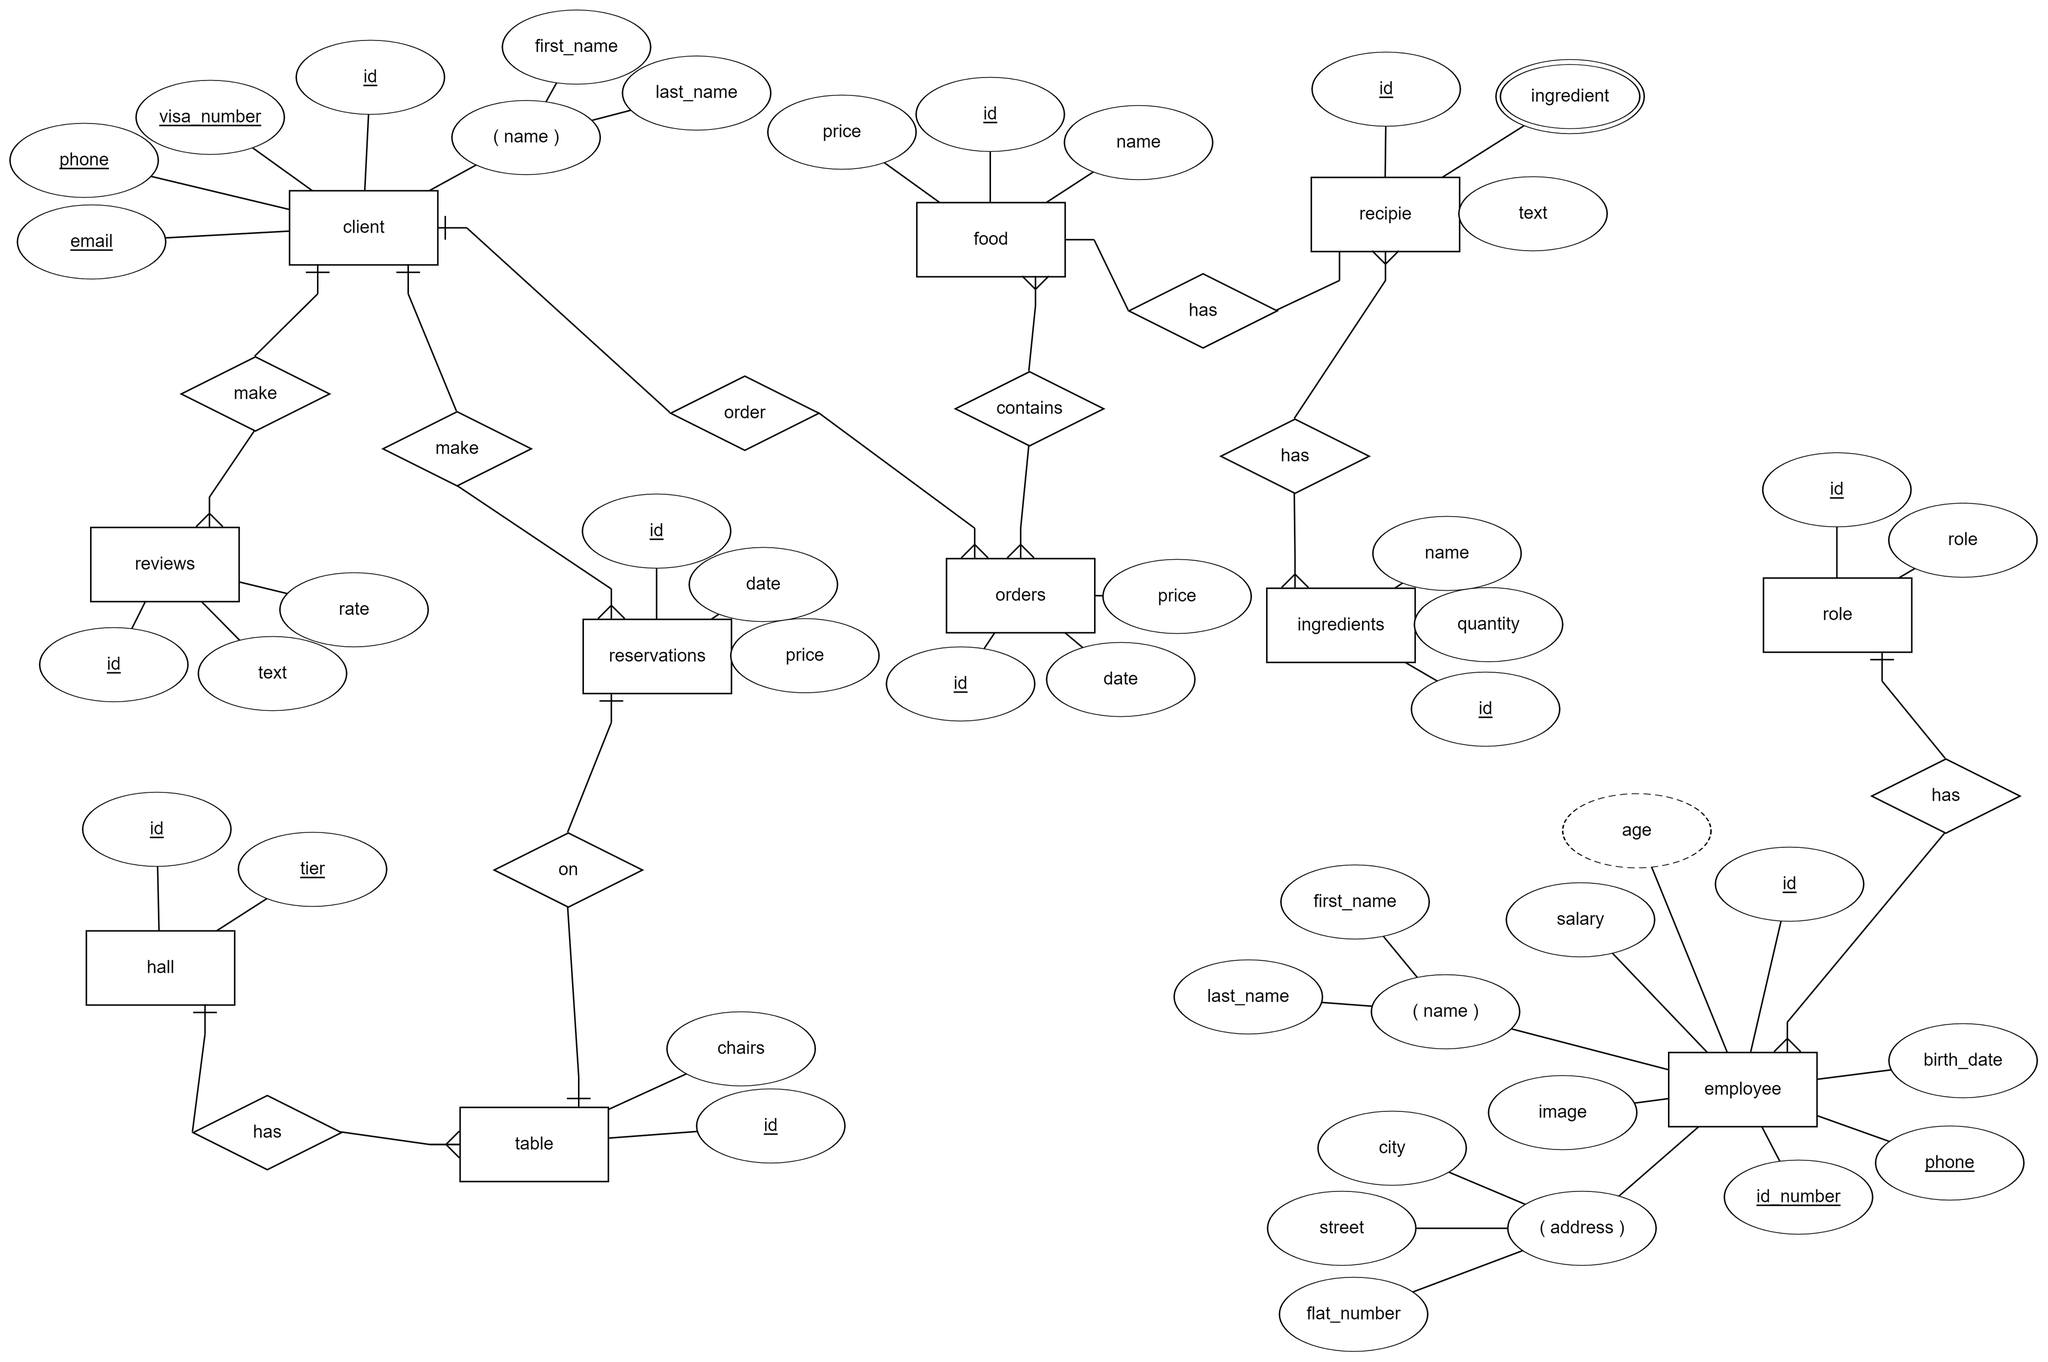 first_name
id
last_name
visa_number
( name )
phone
email
client
price
id
name
food
id
ingredient
recipie
text
has
make
make
order
contains
has
reviews
rate
id
text
id
date
reservations
price
orders
price
id
date
name
ingredients
quantity
id
id
role
role
has
id
tier
hall
on
has
chairs
table
id
age
id
salary
first_name
last_name
( name )
birth_date
employee
image
phone
id_number
city
street
( address )
flat_number